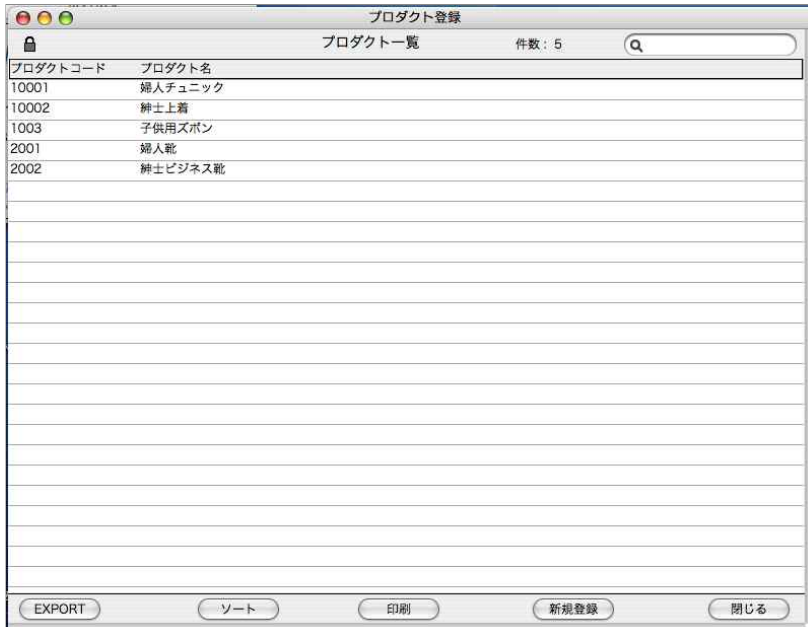 プロダクト登録
プロダクト一覧 件数: 5
プロダクトコード プロダクト名
10001 婦人チュニック
10002 紳士上着
1003 子供用ズボン
2001 婦人靴
2002 紳士ビジネス靴
EXPORT ソート 印刷 新規登録 閉じる